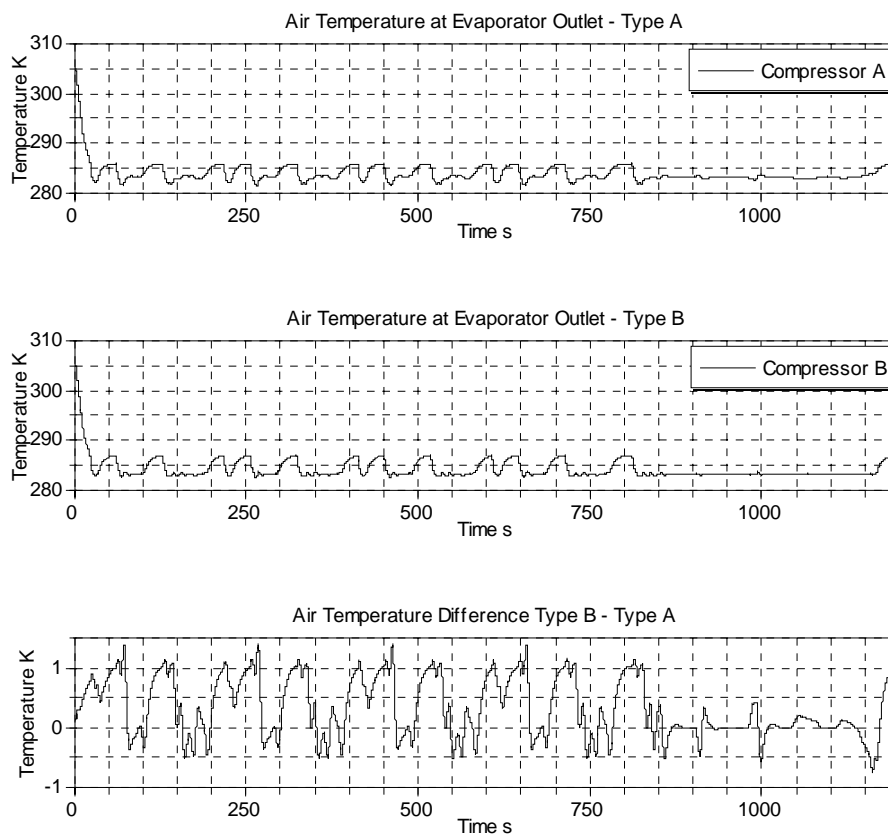 Air Temperature at Evaporator Outlet - Type A
310
300
290
280
Temperature K
Compressor A
0
250
500
750
1000
Time s
Air Temperature at Evaporator Outlet - Type B
310
300
290
280
Temperature K
Compressor B
0
250
500
750
1000
Time s
Air Temperature Difference Type B - Type A
1
0
-1
Temperature K
0
250
500
750
1000
Time s